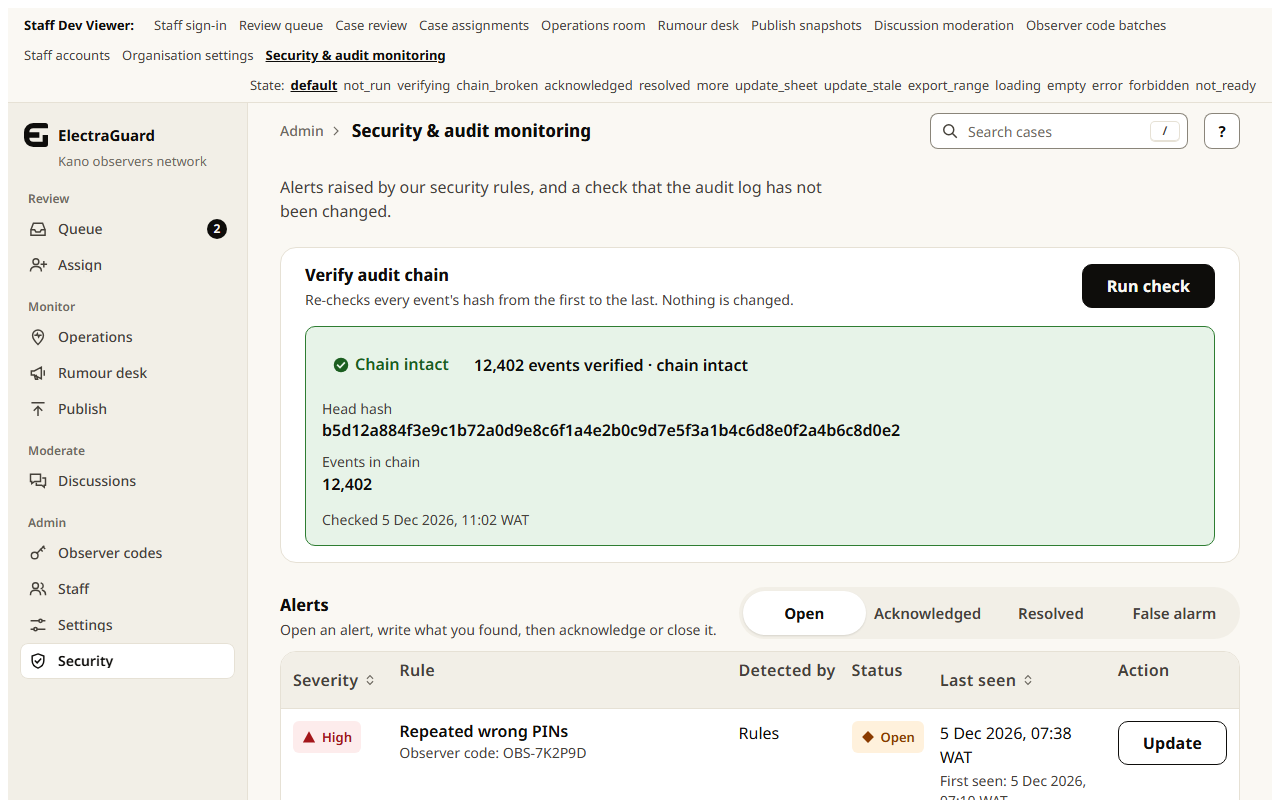 Staff Dev Viewer: Staff sign-in Review queue Case review Case assignments Operations room Rumour desk Publish snapshots Discussion moderation Observer code batches
Staff accounts Organisation settings Security & audit monitoring
State: default not_run verifying chain_broken acknowledged resolved more update_sheet update_stale export_range loading empty error forbidden not_ready
ElectraGuard
Kano observers network
Review
Queue 2
Assign
Monitor
Operations
Rumour desk
Publish
Moderate
Discussions
Admin
Observer codes
Staff
Settings
Security
Admin Security & audit monitoring
Search cases /
?
Alerts raised by our security rules, and a check that the audit log has not
been changed.
Verify audit chain
Re-checks every event's hash from the first to the last. Nothing is changed.
Run check
Chain intact 12,402 events verified · chain intact
Head hash
b5d12a884f3e9c1b72a0d9e8c6f1a4e2b0c9d7e5f3a1b4c6d8e0f2a4b6c8d0e2
Events in chain
12,402
Checked 5 Dec 2026, 11:02 WAT
Alerts
Open an alert, write what you found, then acknowledge or close it.
Open Acknowledged Resolved False alarm
Severity Rule Detected by Status Last seen Action
High
Repeated wrong PINs
Observer code: OBS-7K2P9D
Rules
Open
5 Dec 2026, 07:38
WAT
First seen: 5 Dec 2026,
07:10 WAT
Update